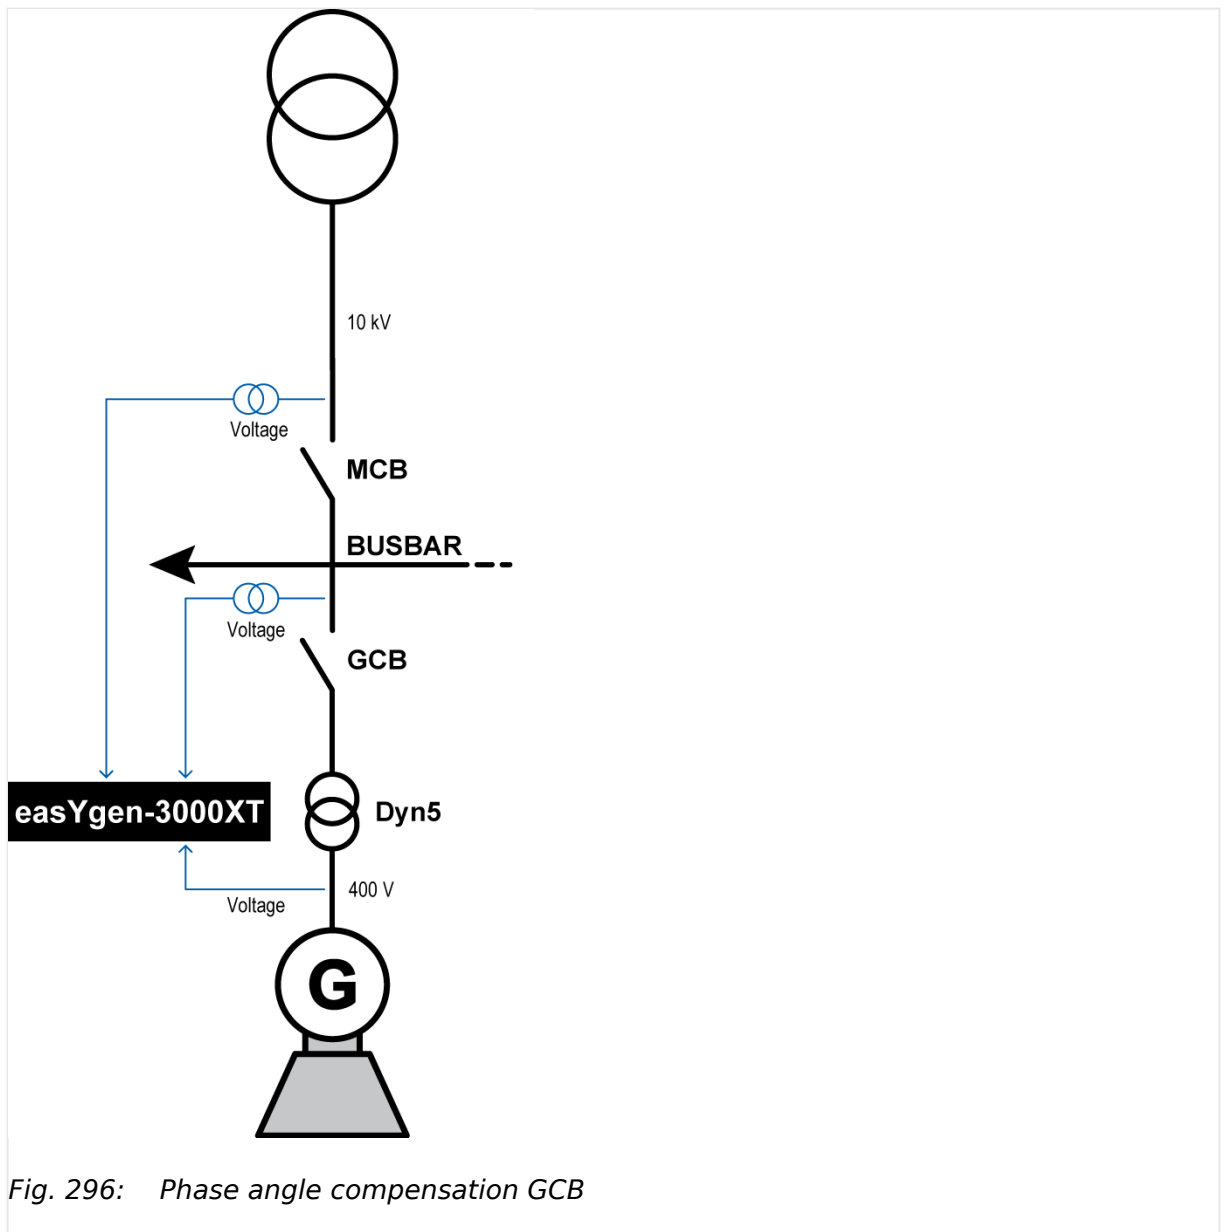 10 kV
Voltage
MCB
BUSBAR
Voltage
GCB
easYgen-3000XT
Dyn5
400 V
Voltage
G
Fig. 296: Phase angle compensation GCB